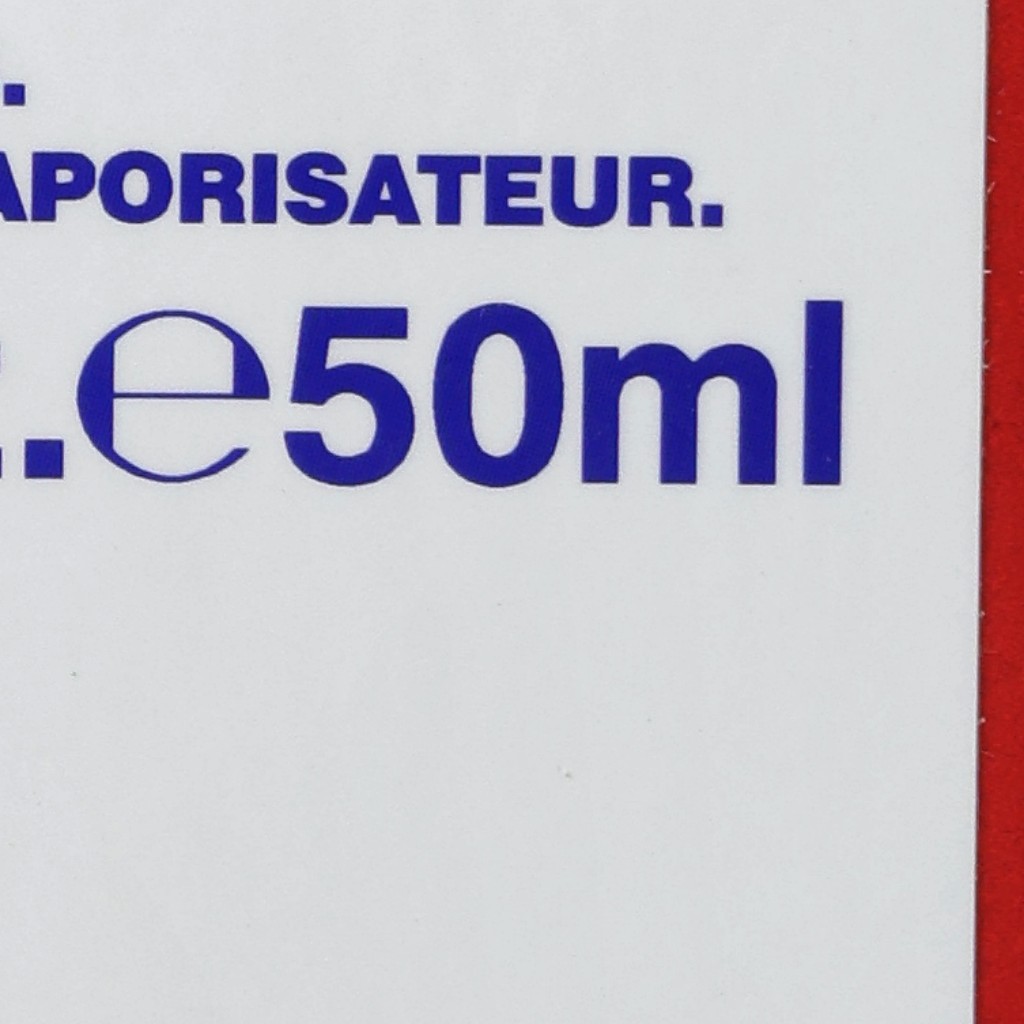 .
APORISATEUR.
.℮50ml